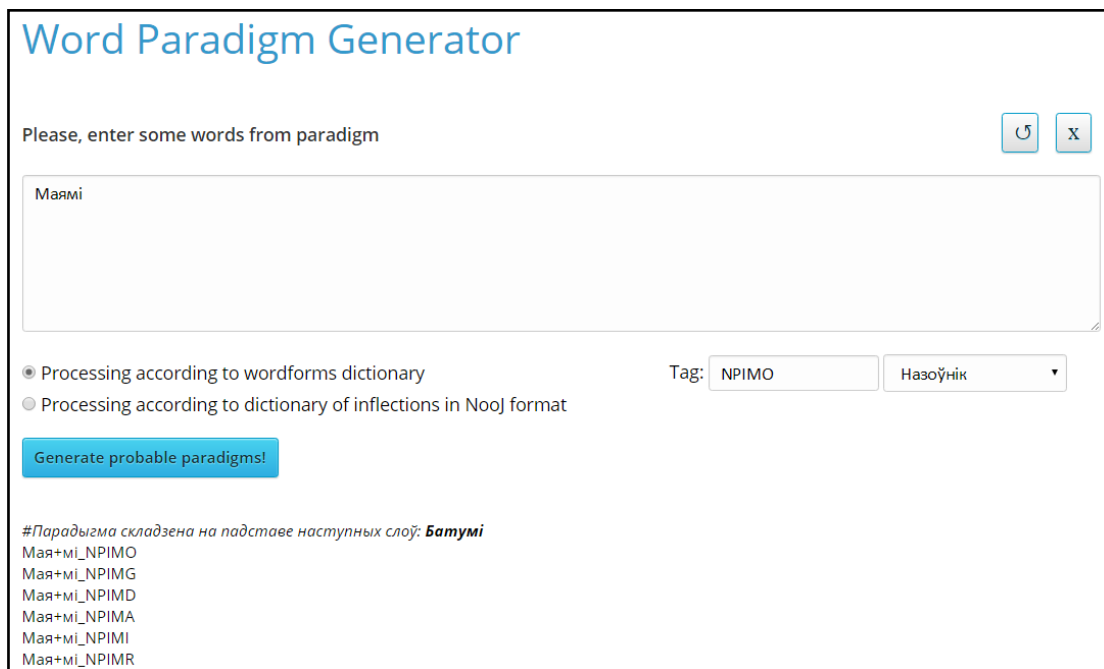 Word Paradigm Generator
Please, enter some words from paradigm
↺ x
Маямі
Processing according to wordforms dictionary Tag: NPIMO Назоўнік
Processing according to dictionary of inflections in NooJ format
Generate probable paradigms!
#Парадыгма складзена на падставе наступных слоў: Батумі
Мая+мі_NPIMO
Мая+мі_NPIMG
Мая+мі_NPIMD
Мая+мі_NPIMA
Мая+мі_NPIMI
Мая+мі_NPIMR